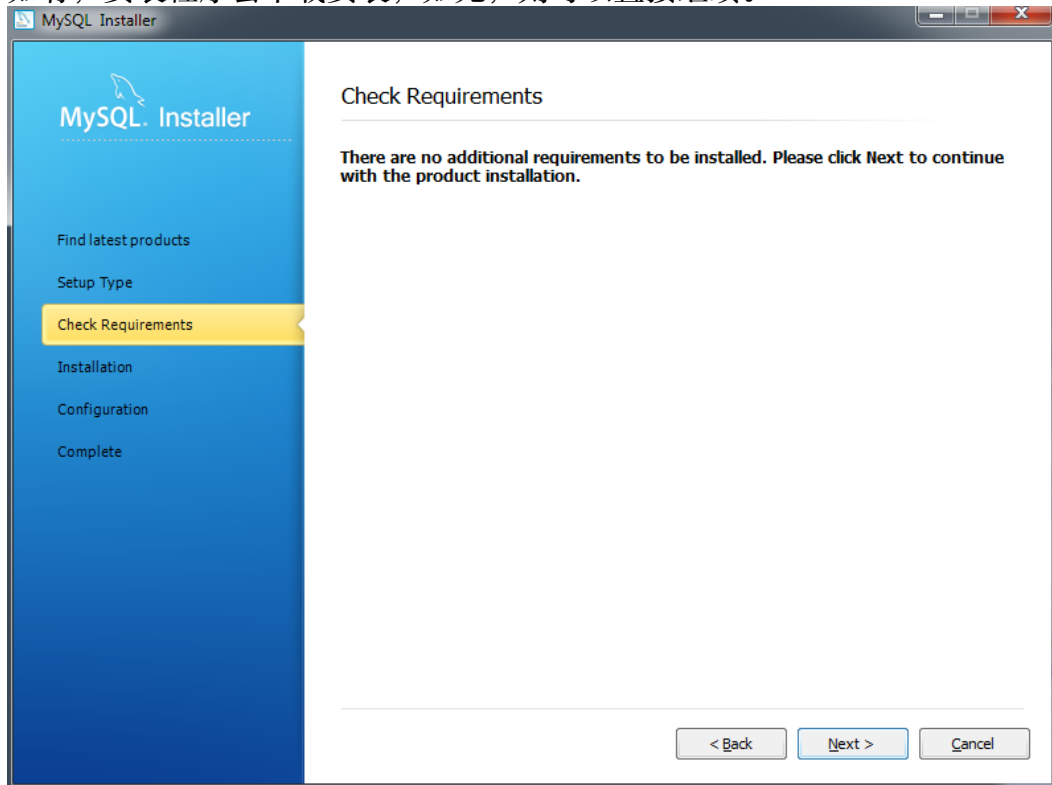 MySQL Installer
MySQL. Installer
Check Requirements
There are no additional requirements to be installed. Please click Next to continue
with the product installation.
Find latest products
Setup Type
Check Requirements
Installation
Configuration
Complete
< Back
Next >
Cancel